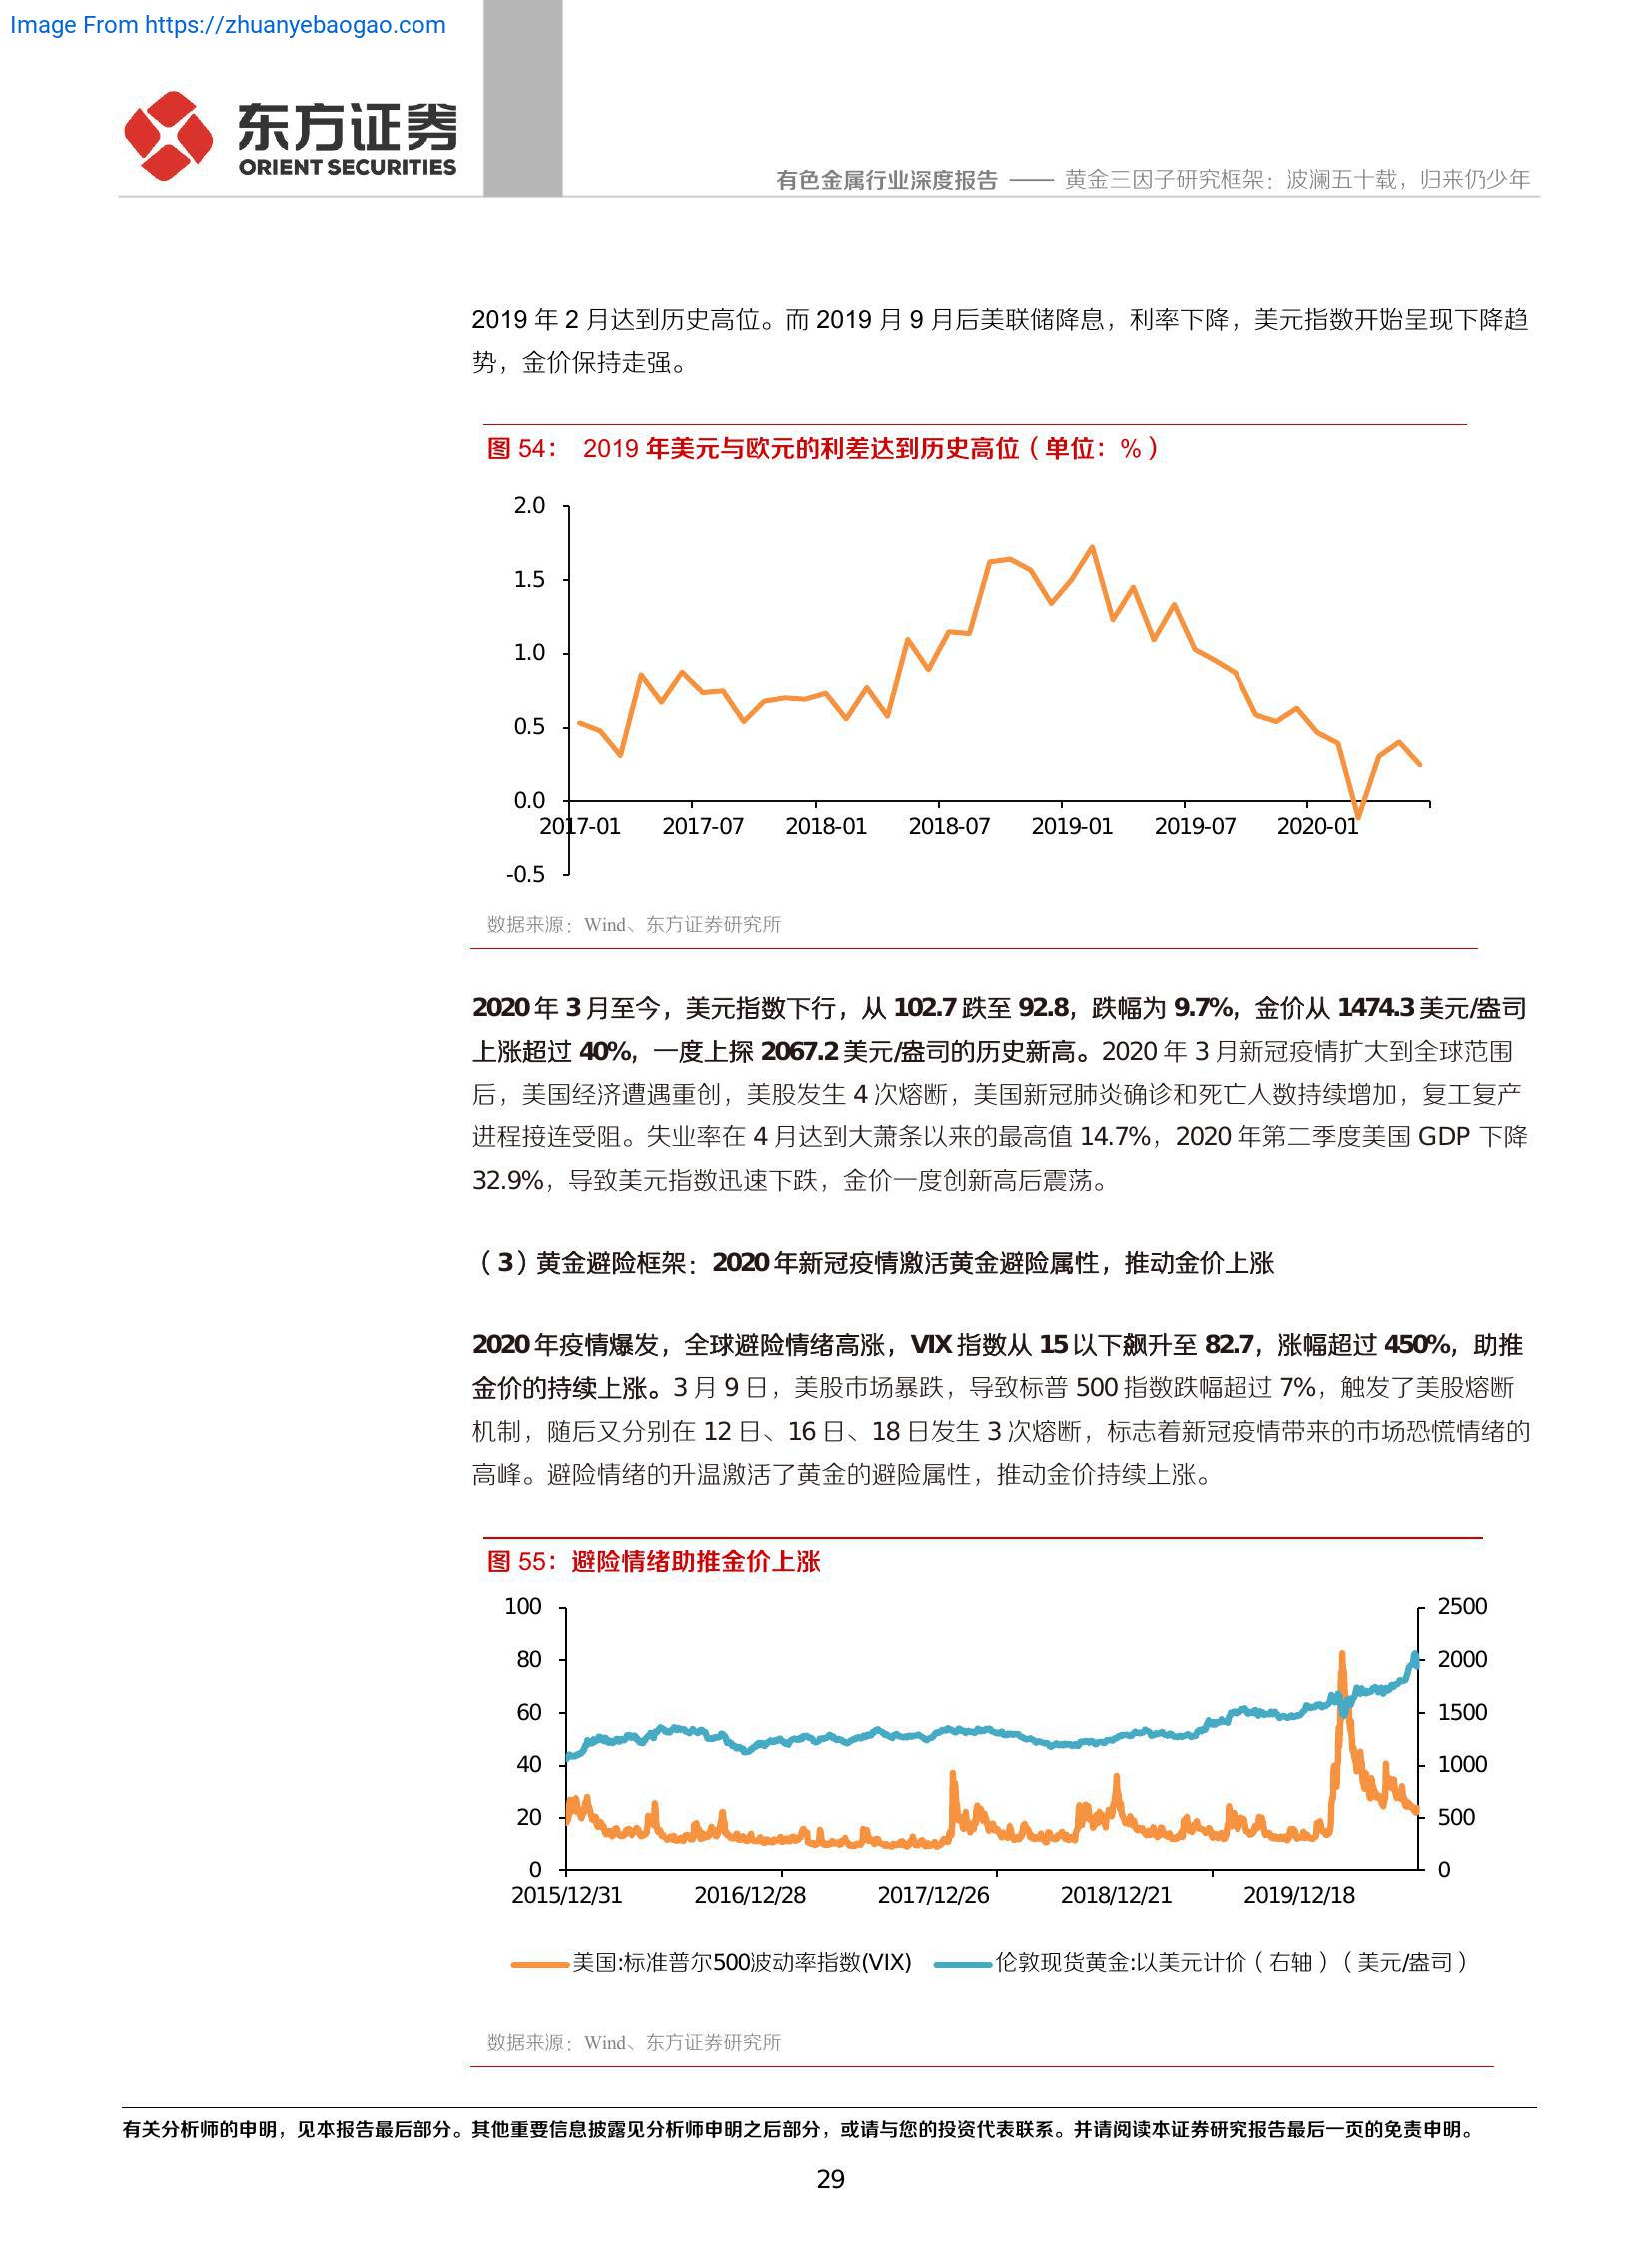 Image From https://zhuanyebaogao.com
东方证券
ORIENT SECURITIES
有色金属行业深度报告 —— 黄金三因子研究框架：波澜五十载，归来仍少年
2019 年 2 月达到历史高位。而 2019 月 9 月后美联储降息，利率下降，美元指数开始呈现下降趋
势，金价保持走强。
图 54： 2019 年美元与欧元的利差达到历史高位（单位：%）
2.0
1.5
1.0
0.5
0.0
-0.5
2017-01 2017-07 2018-01 2018-07 2019-01 2019-07 2020-01
数据来源：Wind、东方证券研究所
2020 年 3 月至今，美元指数下行，从 102.7 跌至 92.8，跌幅为 9.7%，金价从 1474.3 美元/盎司
上涨超过 40%，一度上探 2067.2 美元/盎司的历史新高。2020 年 3 月新冠疫情扩大到全球范围
后，美国经济遭遇重创，美股发生 4 次熔断，美国新冠肺炎确诊和死亡人数持续增加，复工复产
进程接连受阻。失业率在 4 月达到大萧条以来的最高值 14.7%，2020 年第二季度美国 GDP 下降
32.9%，导致美元指数迅速下跌，金价一度创新高后震荡。
（3）黄金避险框架：2020 年新冠疫情激活黄金避险属性，推动金价上涨
2020 年疫情爆发，全球避险情绪高涨，VIX 指数从 15 以下飙升至 82.7，涨幅超过 450%，助推
金价的持续上涨。3 月 9 日，美股市场暴跌，导致标普 500 指数跌幅超过 7%，触发了美股熔断
机制，随后又分别在 12 日、16 日、18 日发生 3 次熔断，标志着新冠疫情带来的市场恐慌情绪的
高峰。避险情绪的升温激活了黄金的避险属性，推动金价持续上涨。
图 55：避险情绪助推金价上涨
100 2500
80 2000
60 1500
40 1000
20 500
0 0
2015/12/31 2016/12/28 2017/12/26 2018/12/21 2019/12/18
美国:标准普尔500波动率指数(VIX) 伦敦现货黄金:以美元计价（右轴）（美元/盎司）
数据来源：Wind、东方证券研究所
有关分析师的申明，见本报告最后部分。其他重要信息披露见分析师申明之后部分，或请与您的投资代表联系。并请阅读本证券研究报告最后一页的免责申明。
29